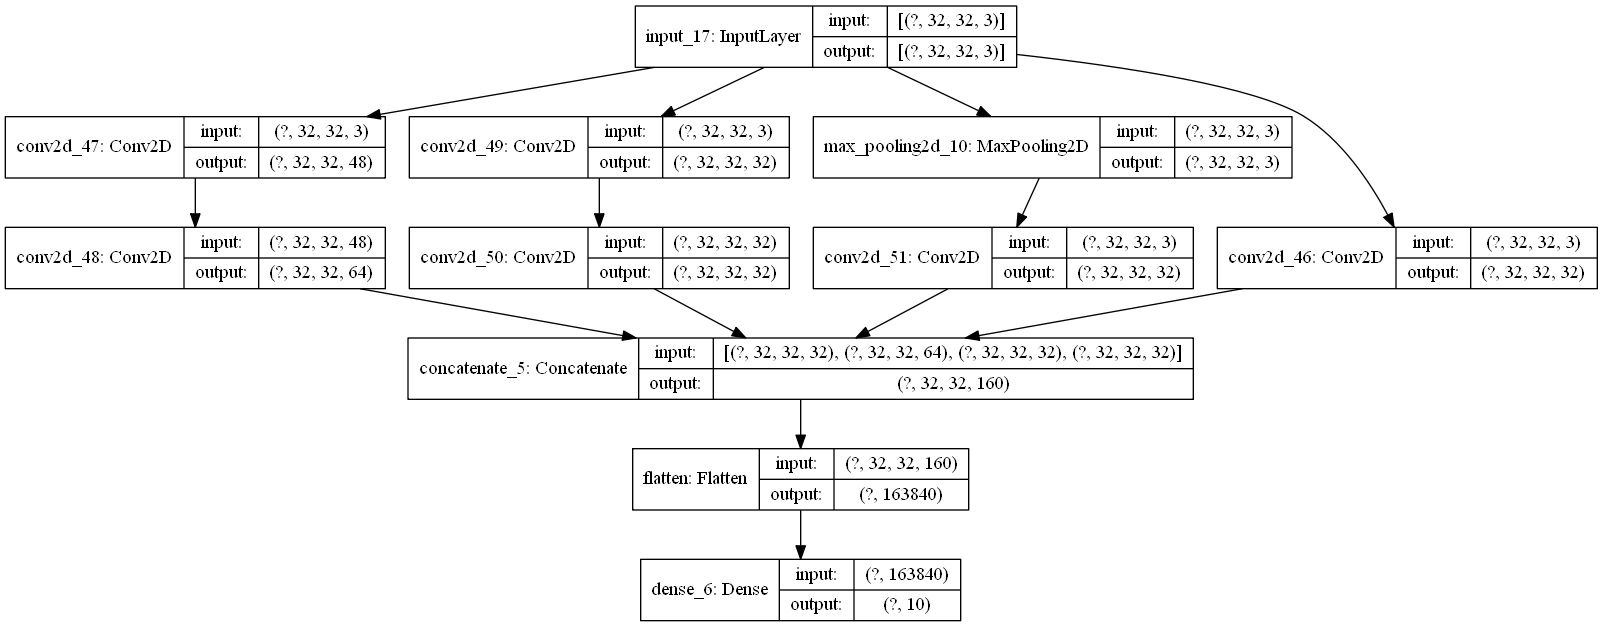 input_17: InputLayer
input: [(?, 32, 32, 3)]
output: [(?, 32, 32, 3)]
conv2d_47: Conv2D
input: (?, 32, 32, 3)
output: (?, 32, 32, 48)
conv2d_49: Conv2D
input: (?, 32, 32, 3)
output: (?, 32, 32, 32)
max_pooling2d_10: MaxPooling2D
input: (?, 32, 32, 3)
output: (?, 32, 32, 3)
conv2d_48: Conv2D
input: (?, 32, 32, 48)
output: (?, 32, 32, 64)
conv2d_50: Conv2D
input: (?, 32, 32, 32)
output: (?, 32, 32, 32)
conv2d_51: Conv2D
input: (?, 32, 32, 3)
output: (?, 32, 32, 32)
conv2d_46: Conv2D
input: (?, 32, 32, 3)
output: (?, 32, 32, 32)
concatenate_5: Concatenate
input: [(?, 32, 32, 32), (?, 32, 32, 64), (?, 32, 32, 32), (?, 32, 32, 32)]
output: (?, 32, 32, 160)
flatten: Flatten
input: (?, 32, 32, 160)
output: (?, 163840)
dense_6: Dense
input: (?, 163840)
output: (?, 10)